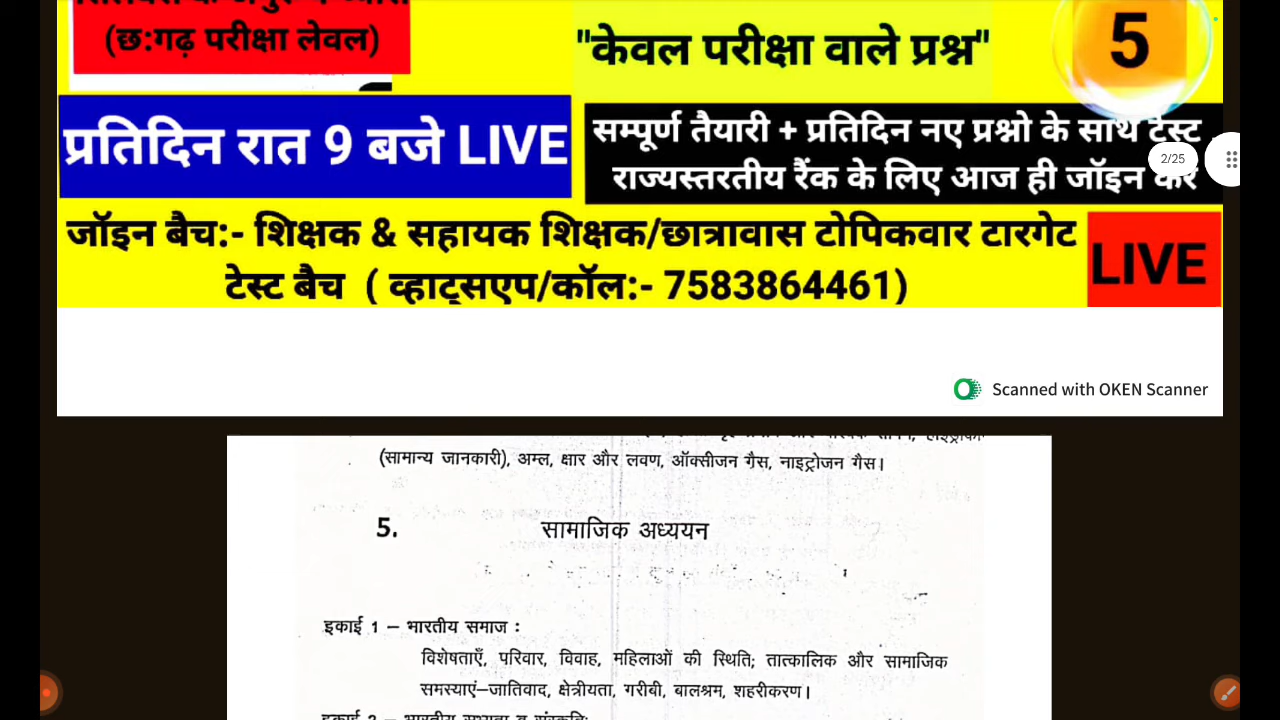 (छ:गढ़ परीक्षा लेवल)
"केवल परीक्षा वाले प्रश्न"
5
प्रतिदिन रात 9 बजे LIVE
सम्पूर्ण तैयारी + प्रतिदिन नए प्रश्नो के साथ टेस्ट
राज्यस्तरतीय रैंक के लिए आज ही जॉइन करें
2/25
जॉइन बैच:- शिक्षक & सहायक शिक्षक/छात्रावास टोपिकवार टारगेट
टेस्ट बैच ( व्हाट्सएप/कॉल:- 7583864461)
LIVE
Scanned with OKEN Scanner
(सामान्य जानकारी), अम्ल, क्षार और लवण, ऑक्सीजन गैस, नाइट्रोजन गैस।
5. सामाजिक अध्ययन
इकाई 1 – भारतीय समाज :
विशेषताएँ, परिवार, विवाह, महिलाओं की स्थिति; तात्कालिक और सामाजिक
समस्याएं–जातिवाद, क्षेत्रीयता, गरीबी, बालश्रम, शहरीकरण।